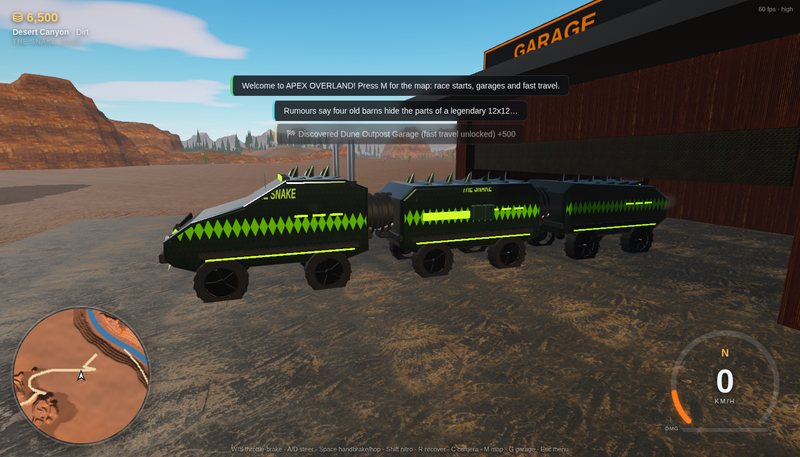 6,500
Desert Canyon · Dirt
THE SNAKE
60 fps · high
GARAGE
Welcome to APEX OVERLAND! Press M for the map: race starts, garages and fast travel.
Rumours say four old barns hide the parts of a legendary 12x12…
Discovered Dune Outpost Garage (fast travel unlocked) +500
SNAKE
THE SNAKE
N
0
KM/H
DMG
W/S throttle·brake · A/D steer · Space handbrake/hop · Shift nitro · R recover · C camera · M map · G garage · Esc menu